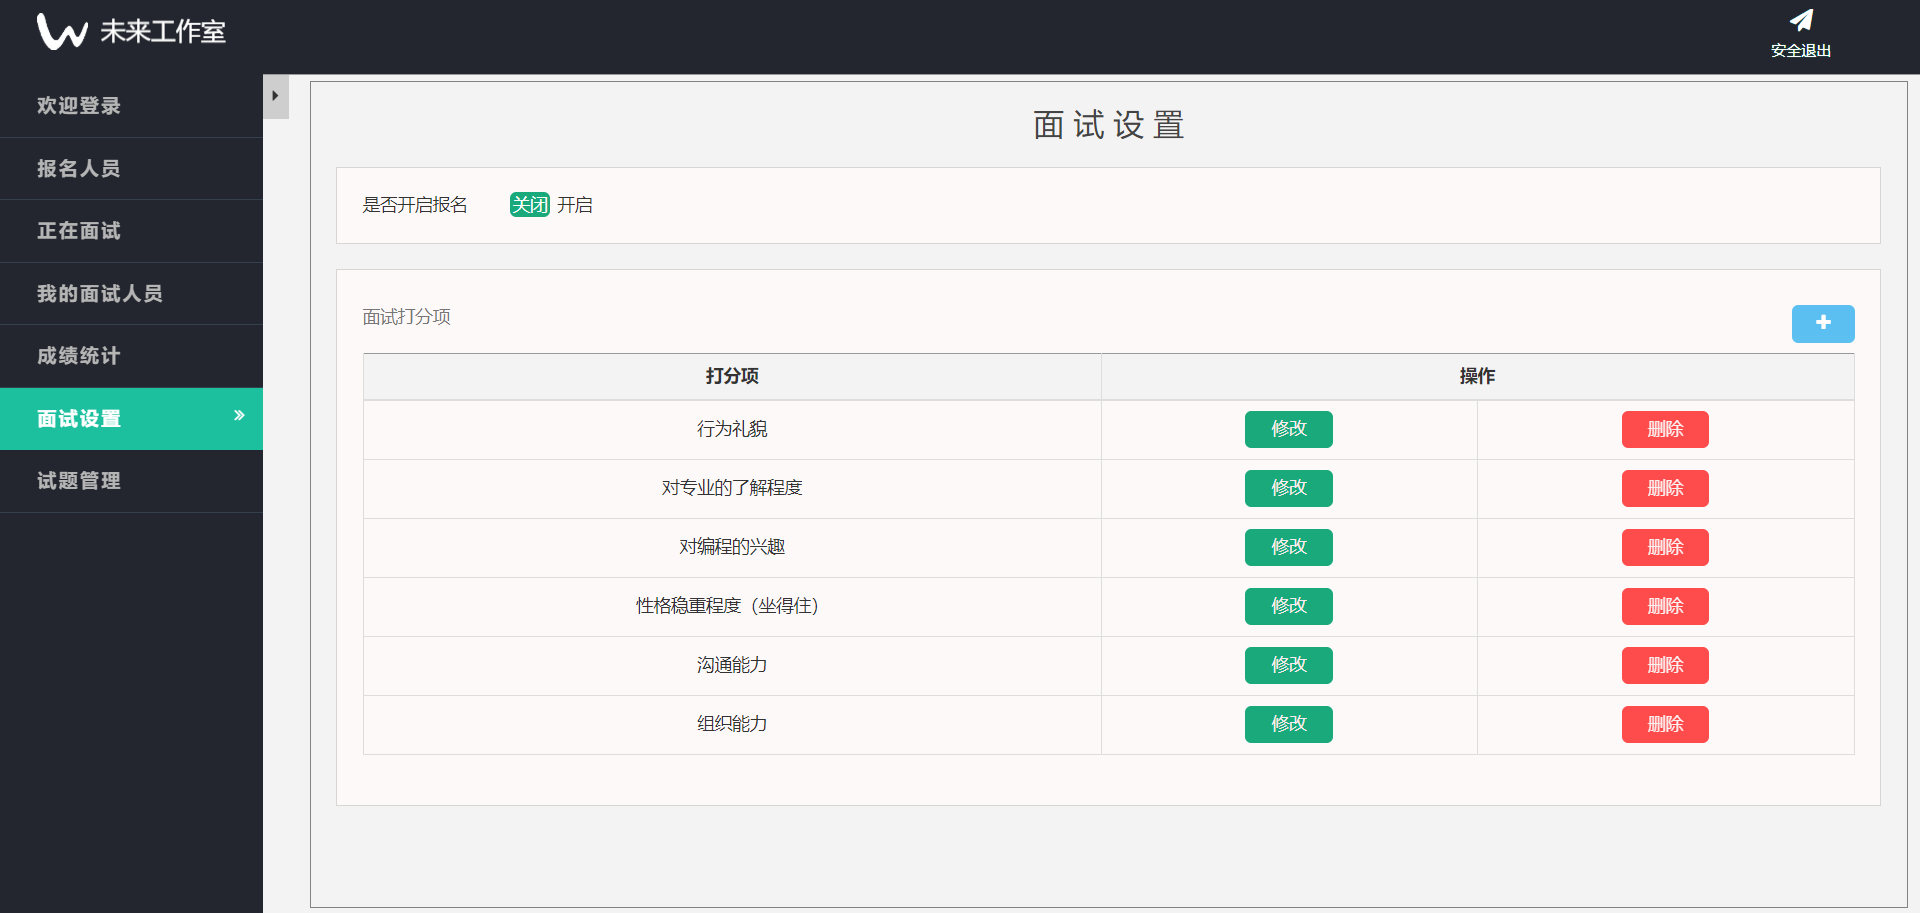 未来工作室
安全退出
欢迎登录
报名人员
正在面试
我的面试人员
成绩统计
面试设置
试题管理
面试设置
是否开启报名 关闭 开启
面试打分项
打分项 操作
行为礼貌 修改 删除
对专业的了解程度 修改 删除
对编程的兴趣 修改 删除
性格稳重程度（坐得住） 修改 删除
沟通能力 修改 删除
组织能力 修改 删除